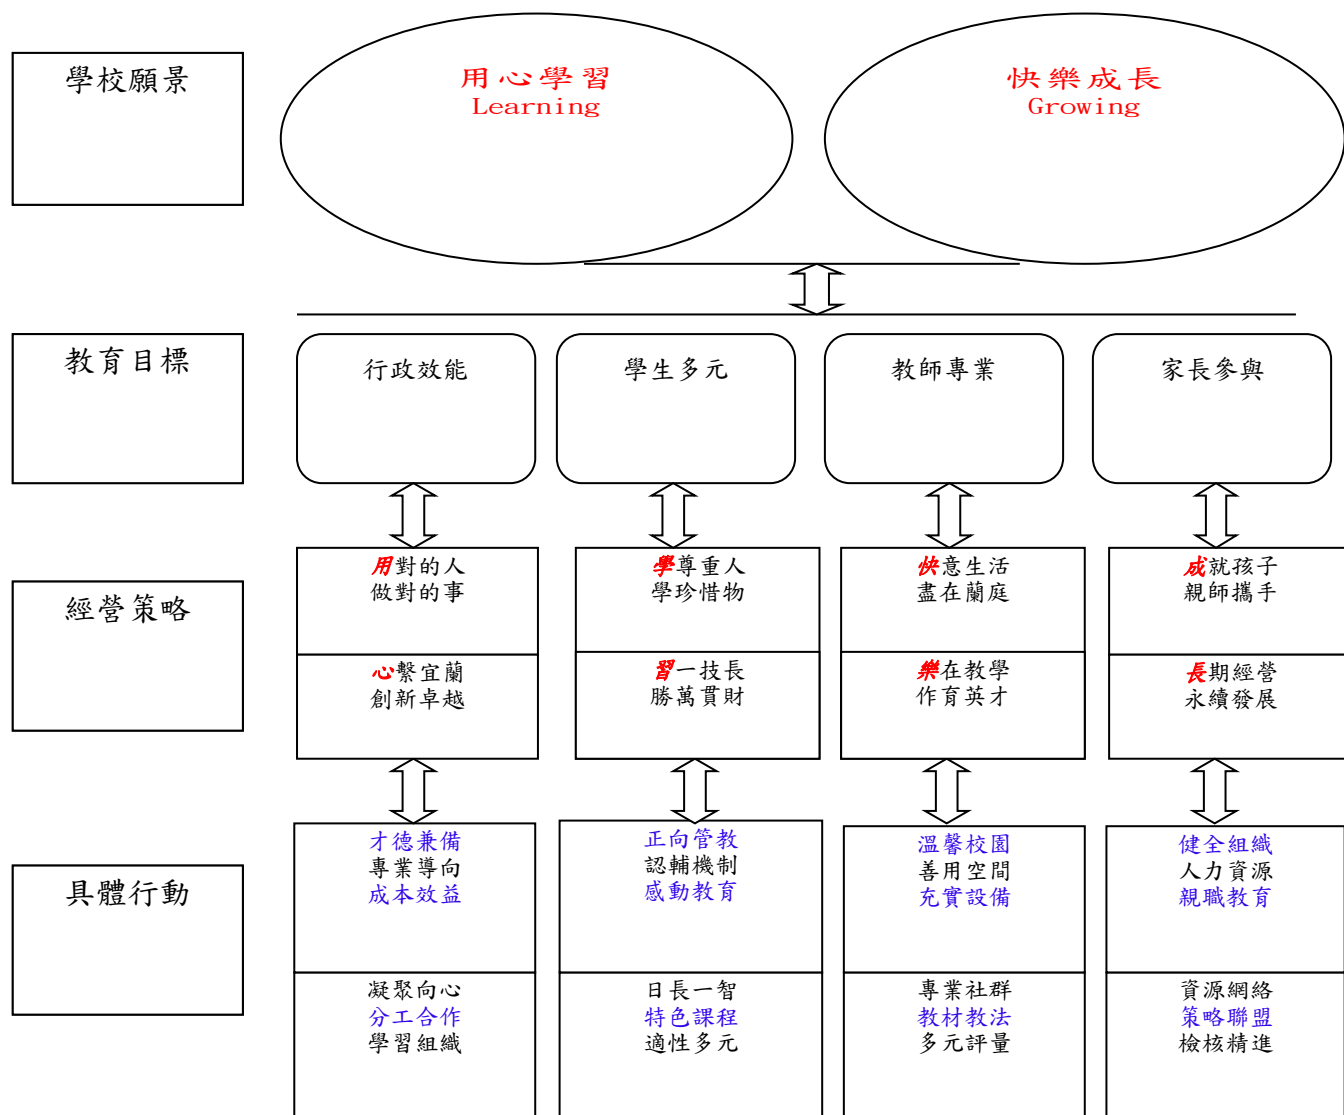 學校願景
用心學習
Learning
快樂成長
Growing
教育目標
行政效能
學生多元
教師專業
家長參與
經營策略
用對的人
做對的事
學尊重人
學珍惜物
快意生活
盡在蘭庭
成就孩子
親師攜手
心繫宜蘭
創新卓越
習一技長
勝萬貫財
樂在教學
作育英才
長期經營
永續發展
具體行動
才德兼備
專業導向
成本效益
正向管教
認輔機制
感動教育
溫馨校園
善用空間
充實設備
健全組織
人力資源
親職教育
凝聚向心
分工合作
學習組織
日長一智
特色課程
適性多元
專業社群
教材教法
多元評量
資源網絡
策略聯盟
檢核精進